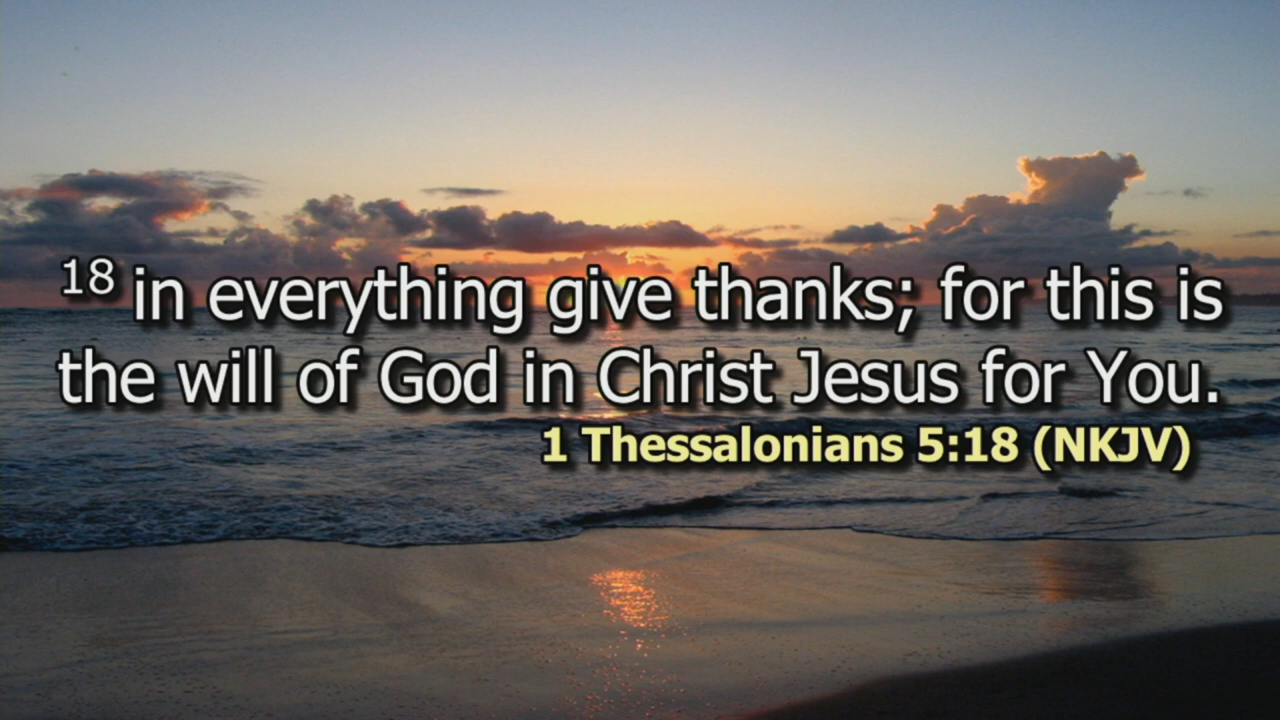 18 in everything give thanks; for this is
the will of God in Christ Jesus for You.
1 Thessalonians 5:18 (NKJV)